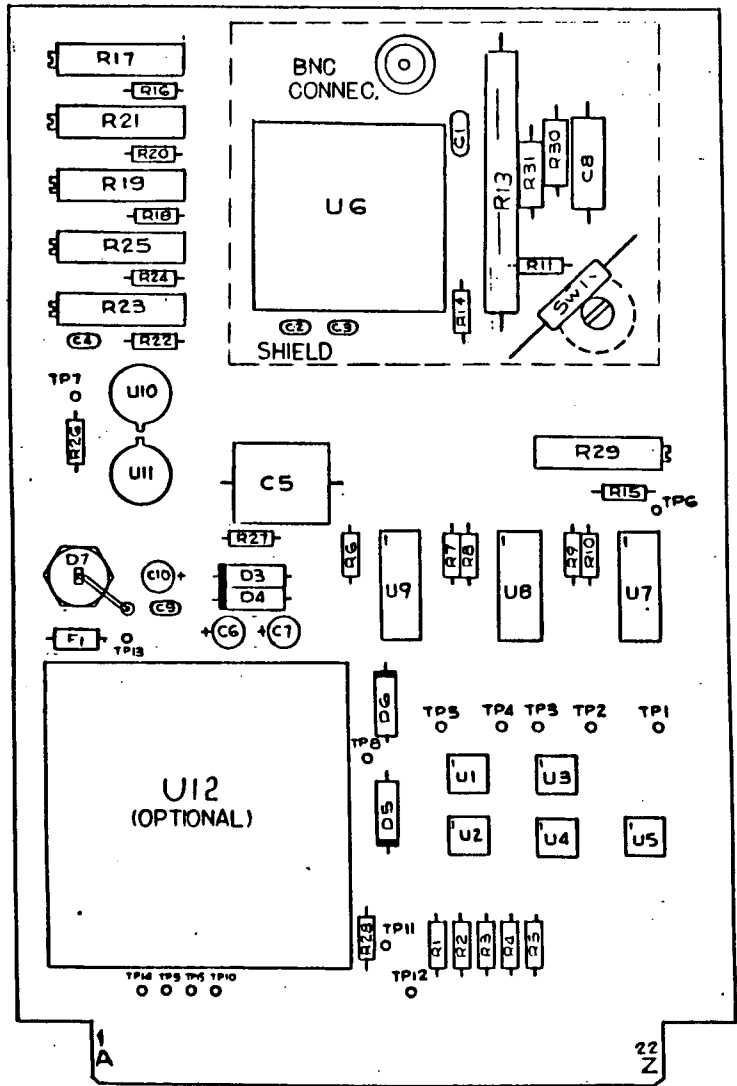 R17
BNC
CONNEC.
R16
R21
C1
R30
R20
R31
C8
R19
U6
R13
R18
R25
R11
R24
SW1
R23
C2
C3
R14
C4
R22
SHIELD
TP7
U10
R26
U11
C5
R29
R15
TP6
R27
R6
R7
R8
R9
R10
D7
C10
+
D3
D4
U9
U8
U7
C9
F1
TP13
+
C6
+
C7
D6
TP5
TP4
TP3
TP2
TP1
TP8
U12
(OPTIONAL)
U1
U3
D5
U2
U4
U5
R28
TP11
R1
R2
R3
R4
R5
TP14
TP9
TP15
TP10
TP12
1
A
22
Z